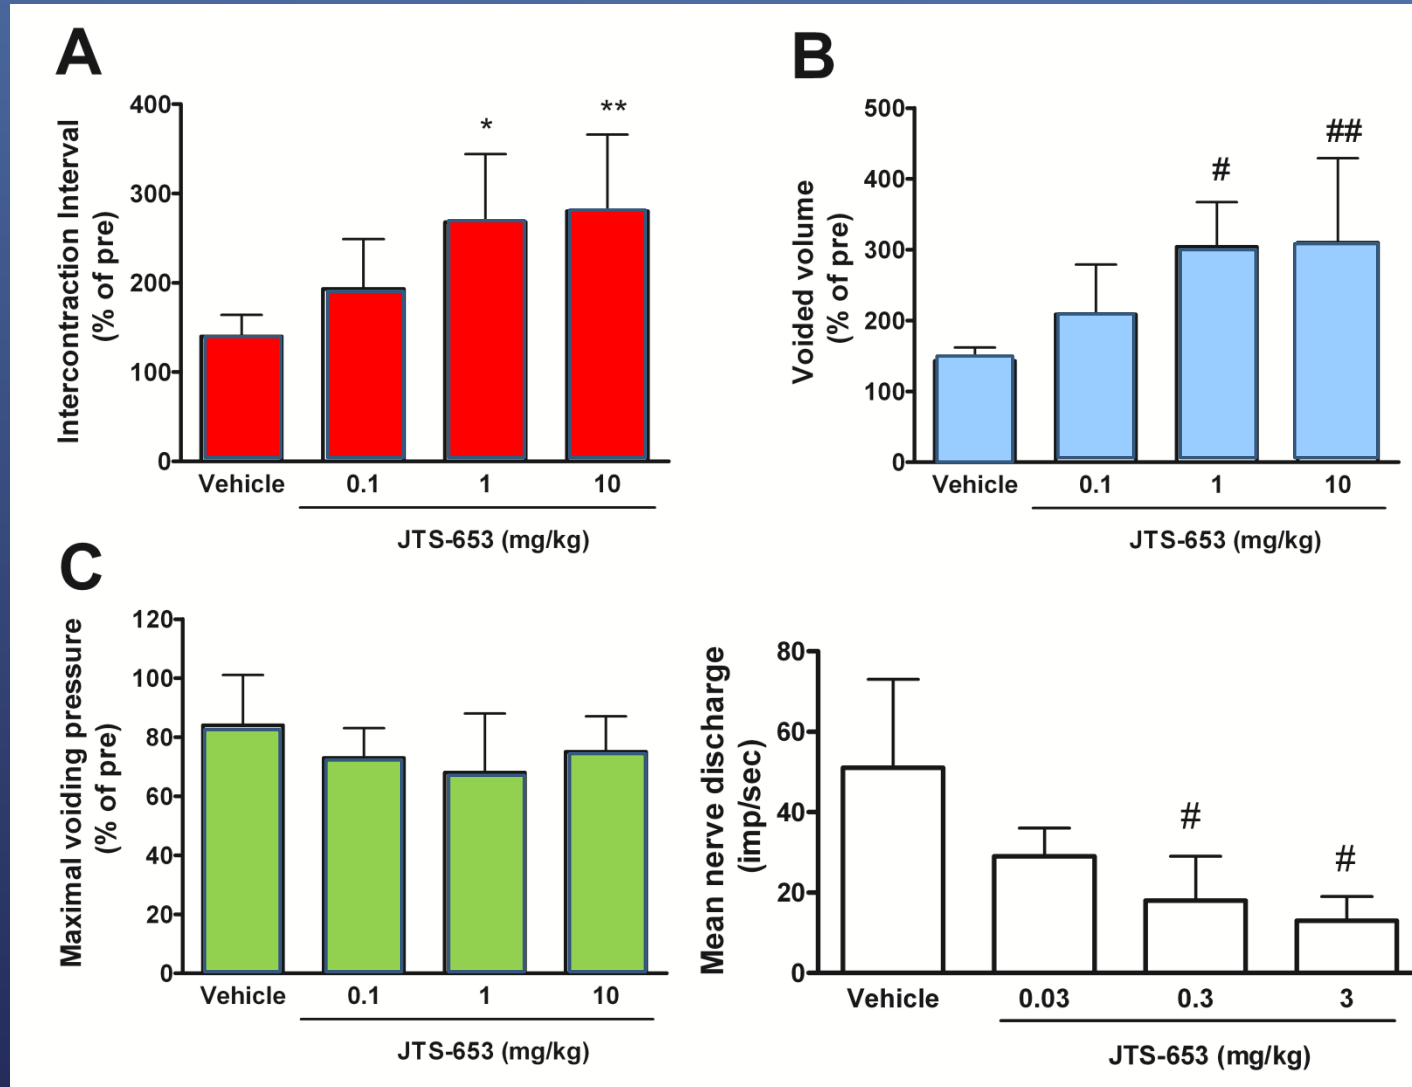 A
Intercontraction Interval
(% of pre)
400
300
200
100
0
*
**
Vehicle 0.1 1 10
JTS-653 (mg/kg)
B
Voided volume
(% of pre)
500
400
300
200
100
0
#
##
Vehicle 0.1 1 10
JTS-653 (mg/kg)
C
Maximal voiding pressure
(% of pre)
120
100
80
60
40
20
0
Vehicle 0.1 1 10
JTS-653 (mg/kg)
Mean nerve discharge
(imp/sec)
80
60
40
20
0
#
#
Vehicle 0.03 0.3 3
JTS-653 (mg/kg)